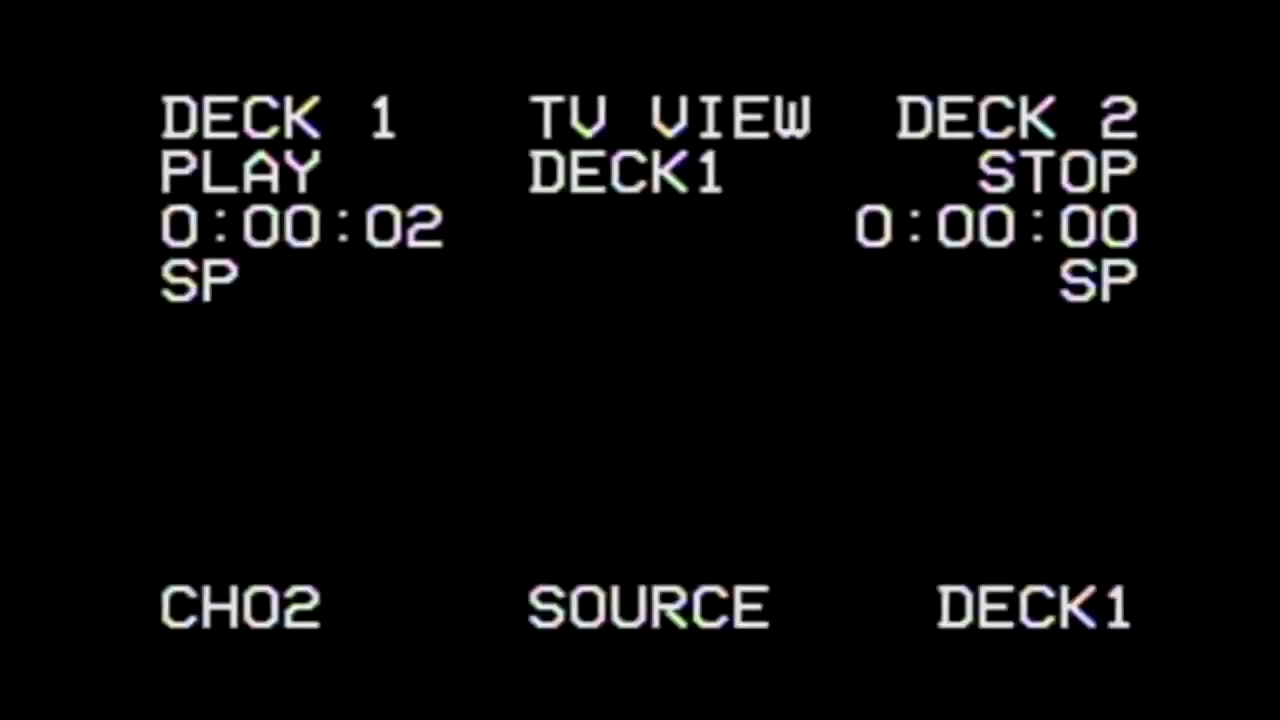 DECK 1 TV VIEW DECK 2
PLAY DECK1 STOP
0:00:02 0:00:00
SP SP
CH02 SOURCE DECK1